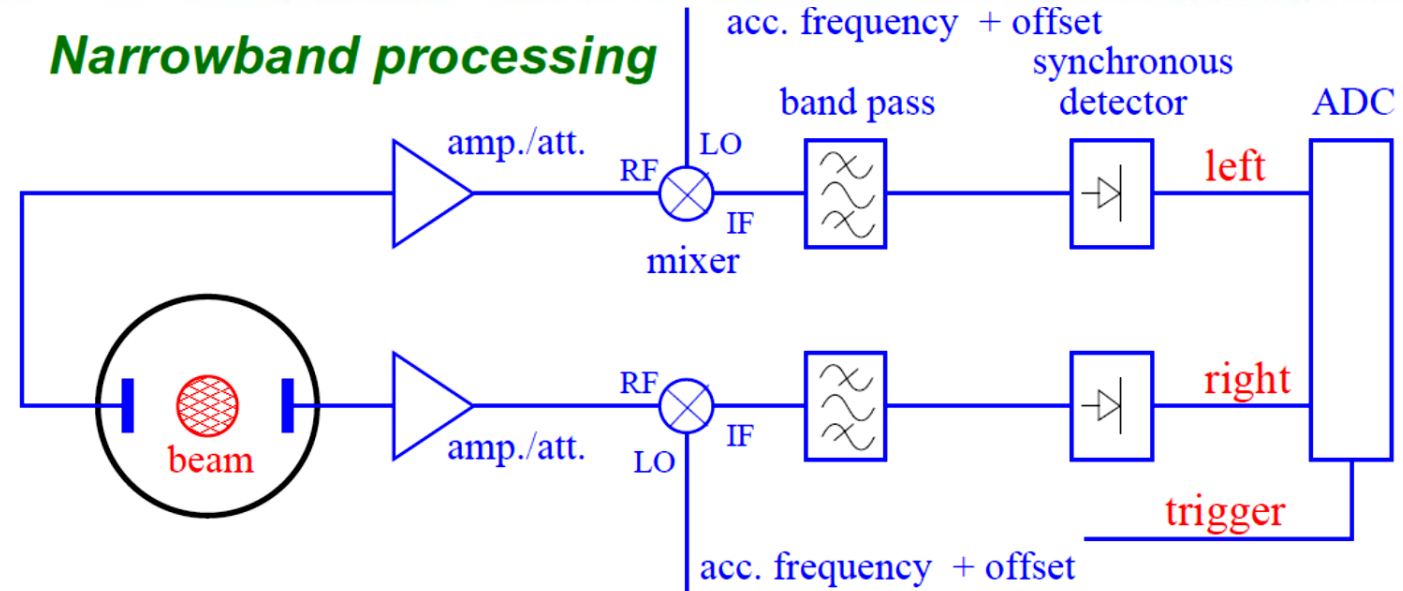 Narrowband processing
acc. frequency + offset
synchronous
detector
band pass
ADC
amp./att.
LO
RF
IF
mixer
left
RF
IF
LO
amp./att.
beam
right
trigger
acc. frequency + offset